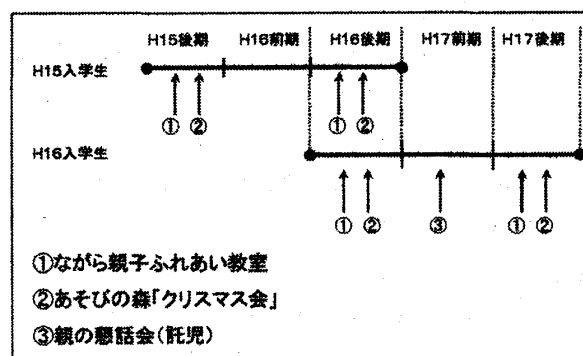 H15後期 H16前期 H16後期 H17前期 H17後期
H15入学生
① ② ① ②
H16入学生
① ② ③ ① ②
①ながら親子ふれあい教室
②あそびの森「クリスマス会」
③親の懇話会(託児)